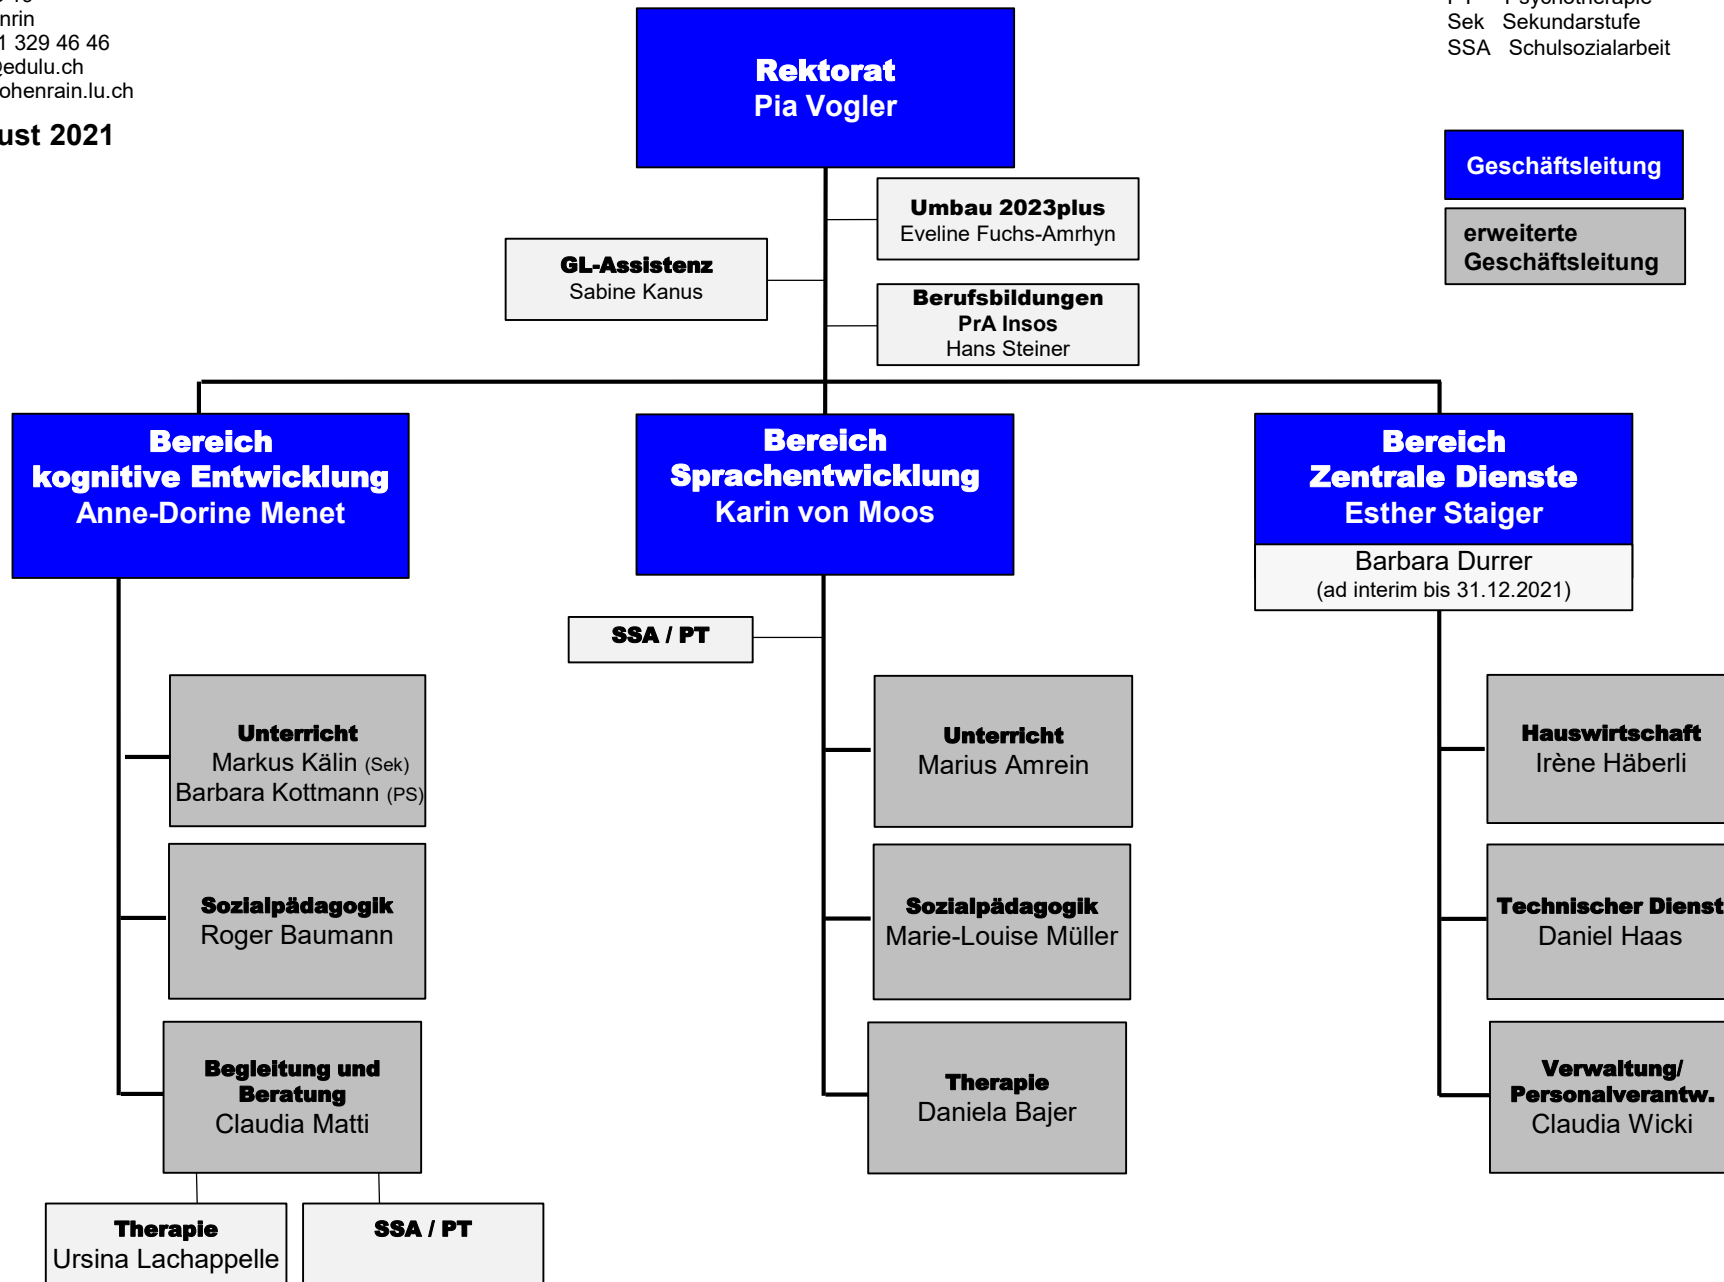 1 329 46 46
edulu.ch
ohenrain.lu.ch
ust 2021
Sek Sekundarstufe
SSA Schulsozialarbeit
Geschäftsleitung
erweiterte
Geschäftsleitung
Rektorat
Pia Vogler
Umbau 2023plus
Eveline Fuchs-Amrhyn
GL-Assistenz
Sabine Kanus
Berufsbildungen
PrA Insos
Hans Steiner
Bereich
kognitive Entwicklung
Anne-Dorine Menet
Bereich
Sprachentwicklung
Karin von Moos
Bereich
Zentrale Dienste
Esther Staiger
Barbara Durrer
(ad interim bis 31.12.2021)
SSA / PT
Unterricht
Markus Kälin (Sek)
Barbara Kottmann (PS)
Unterricht
Marius Amrein
Hauswirtschaft
Irène Häberli
Sozialpädagogik
Roger Baumann
Sozialpädagogik
Marie-Louise Müller
Technischer Dienst
Daniel Haas
Begleitung und
Beratung
Claudia Matti
Therapie
Daniela Bajer
Verwaltung/
Personalverantw.
Claudia Wicki
Therapie
Ursina Lachappelle
SSA / PT